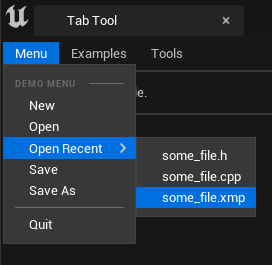 Tab Tool
Menu Examples Tools
DEMO MENU
le.
New
Open
Open Recent
Save
Save As
Quit
some_file.h
some_file.cpp
some_file.xmp